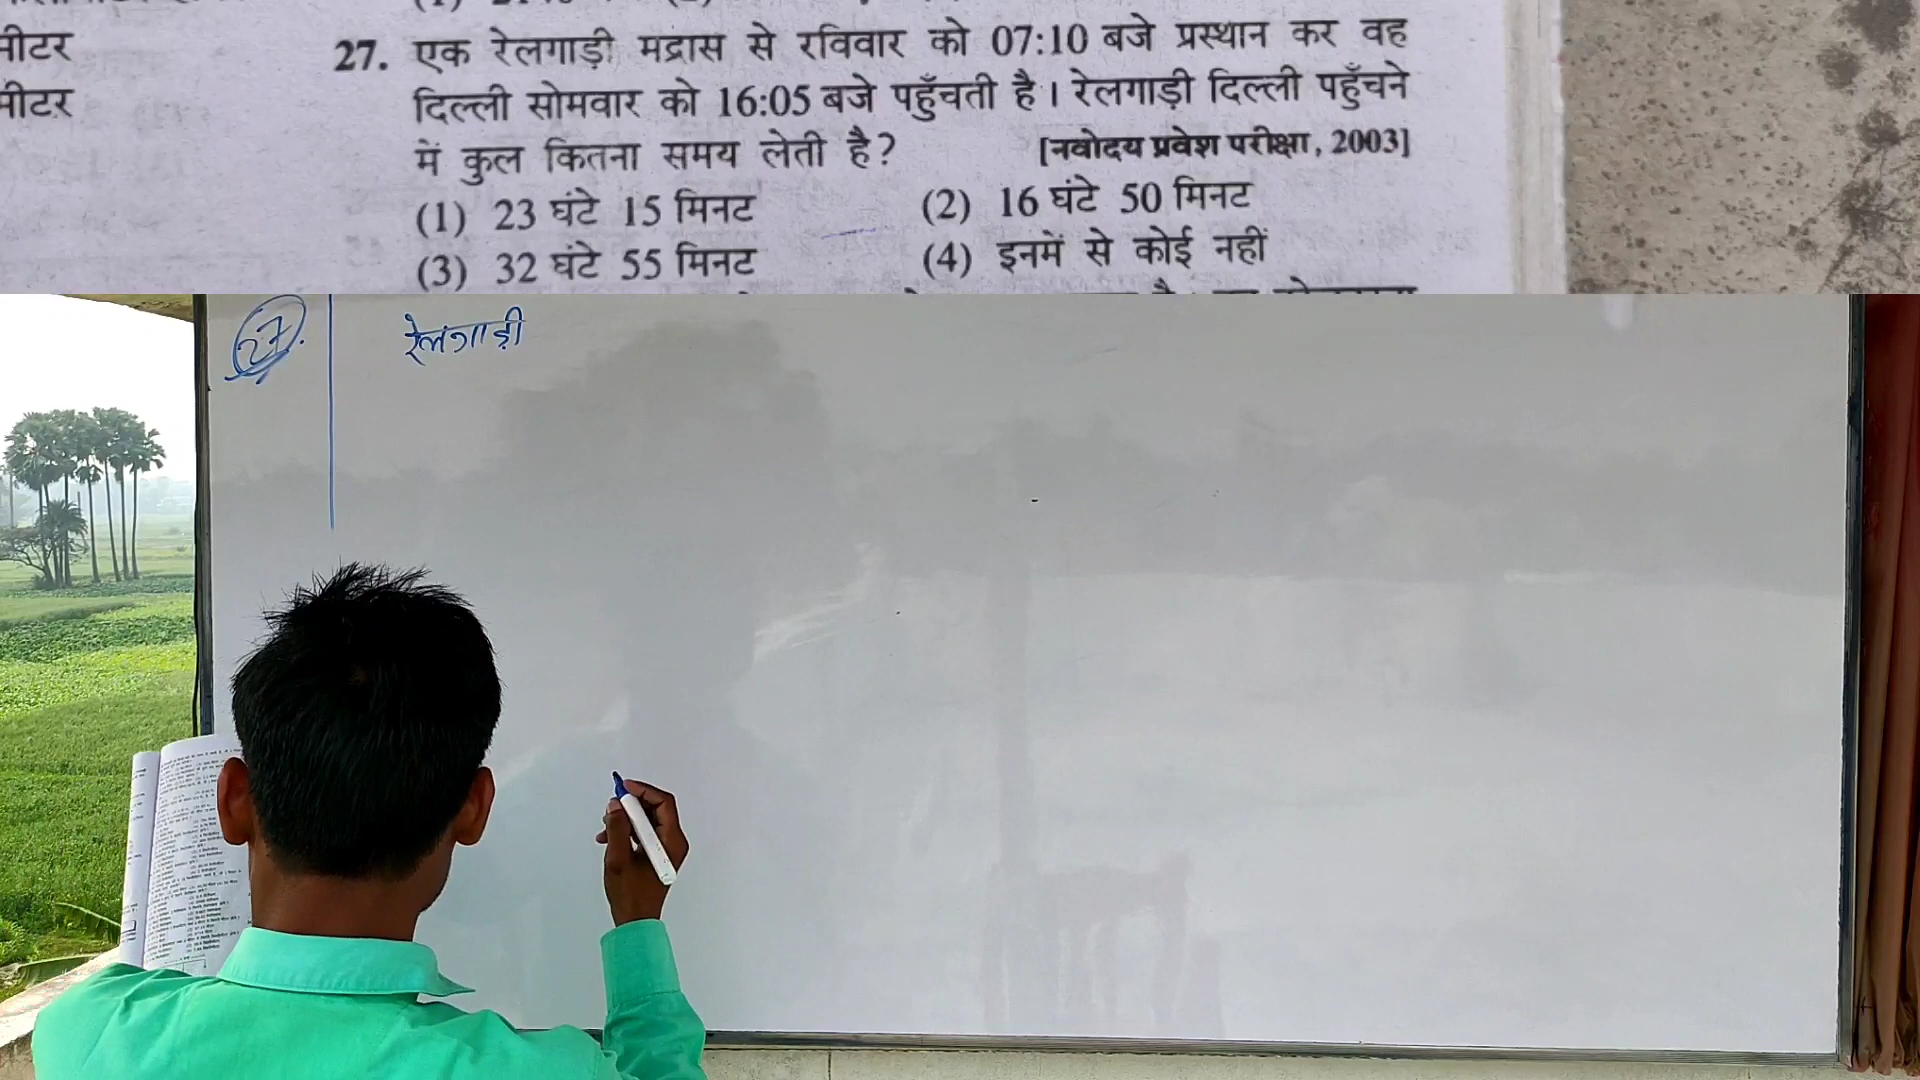 मीटर
मीटर
27. एक रेलगाड़ी मद्रास से रविवार को 07:10 बजे प्रस्थान कर वह
दिल्ली सोमवार को 16:05 बजे पहुँचती है। रेलगाड़ी दिल्ली पहुँचने
में कुल कितना समय लेती है? [नवोदय प्रवेश परीक्षा, 2003]
(1) 23 घंटे 15 मिनट (2) 16 घंटे 50 मिनट
(3) 32 घंटे 55 मिनट (4) इनमें से कोई नहीं
27. रेलगाड़ी